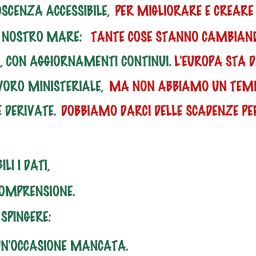 OSCENZA ACCESSIBILE, PER MIGLIORARE E CREARE
NOSTRO MARE: TANTE COSE STANNO CAMBIAND
, CON AGGIORNAMENTI CONTINUI. L'EUROPA STA D
VORO MINISTERIALE, MA NON ABBIAMO UN TEMP
E DERIVATE. DOBBIAMO DARCI DELLE SCADENZE PER
BILI I DATI,
OMPRENSIONE.
SPINGERE:
UN'OCCASIONE MANCATA.